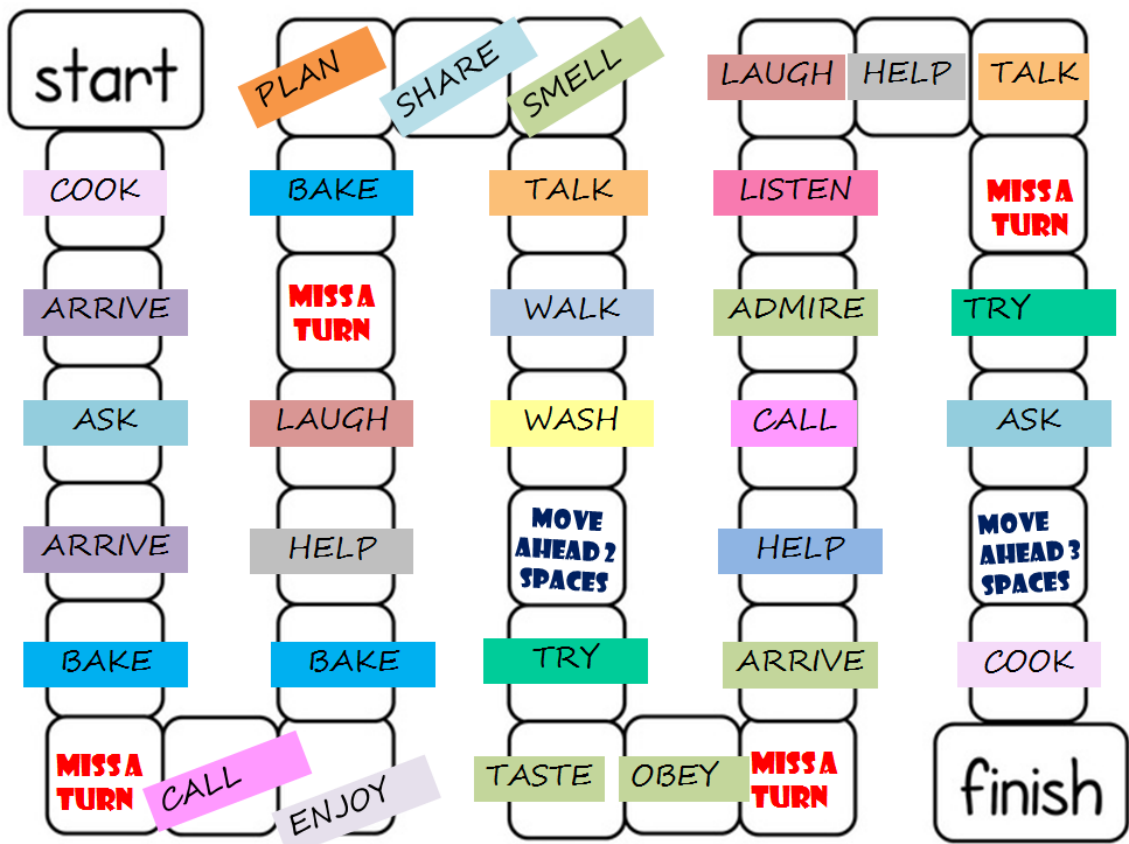 start
COOK
ARRIVE
ASK
ARRIVE
BAKE
MISS A
TURN
CALL
ENJOY
BAKE
HELP
LAUGH
MISS A
TURN
BAKE
PLAN
SHARE
SMELL
TALK
WALK
WASH
MOVE
AHEAD 2
SPACES
TRY
TASTE
OBEY
MISS A
TURN
ARRIVE
HELP
CALL
ADMIRE
LISTEN
LAUGH
HELP
TALK
MISS A
TURN
TRY
ASK
MOVE
AHEAD 3
SPACES
COOK
finish